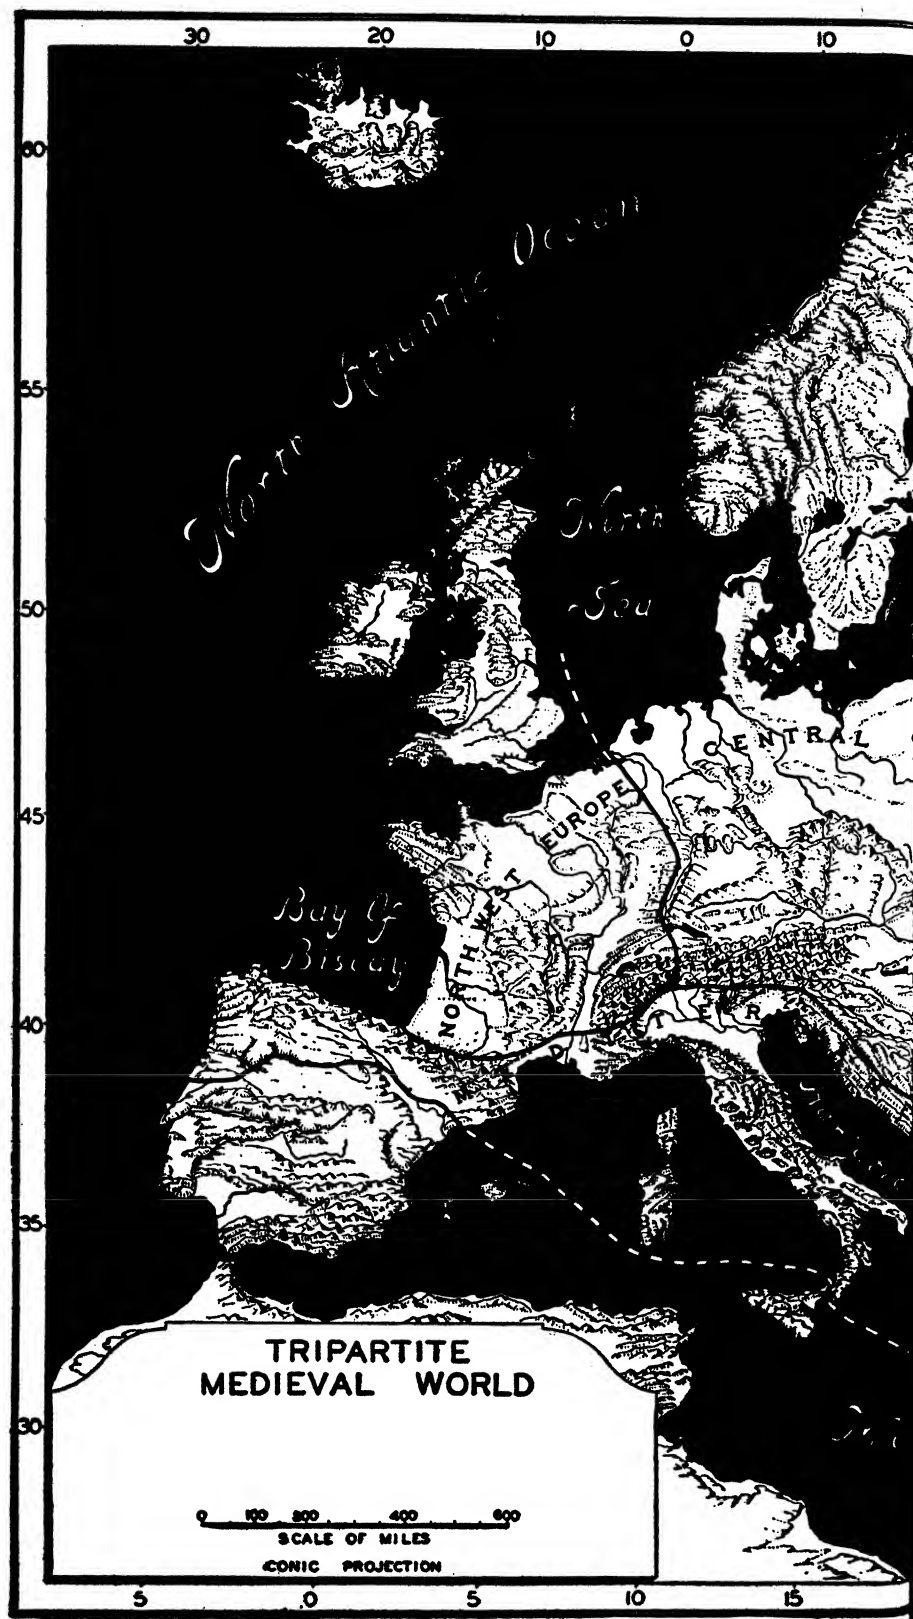 30 20 10 0 10
60
North Atlantic Ocean
55
North
Sea
50
CENTRAL
45
NORTH WEST EUROPE
Bay Of
Biscay
40
D I T E R R
35
TRIPARTITE
MEDIEVAL WORLD
30
0 100 200 400 600
SCALE OF MILES
CONIC PROJECTION
5 0 5 10 15